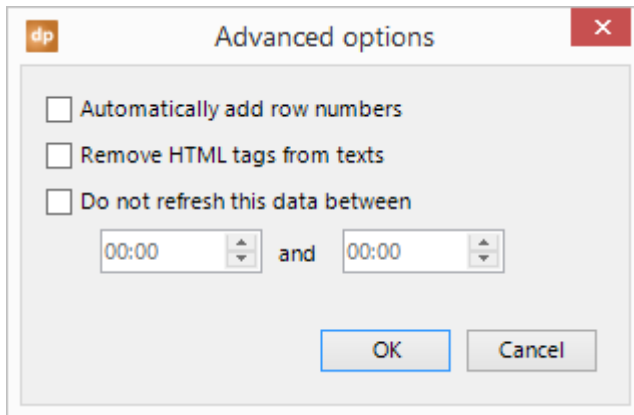 dp
Advanced options
Automatically add row numbers
Remove HTML tags from texts
Do not refresh this data between
00:00 and 00:00
OK Cancel